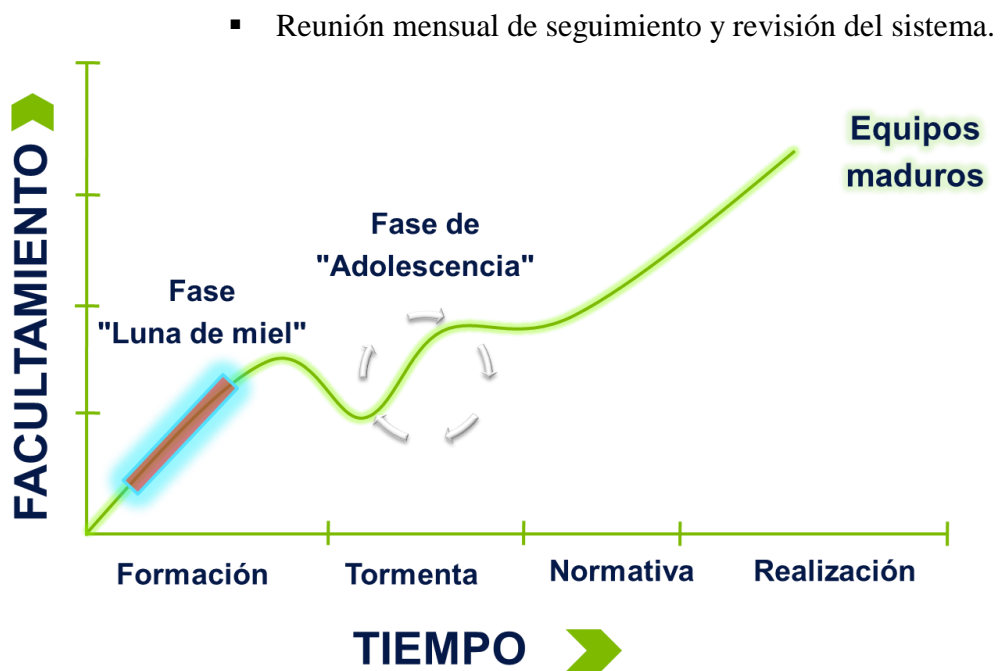 ▪ Reunión mensual de seguimiento y revisión del sistema.
Equipos
maduros
Fase de
"Adolescencia"
Fase
"Luna de miel"
FACULTAMIENTO
Formación
Tormenta
Normativa
Realización
TIEMPO